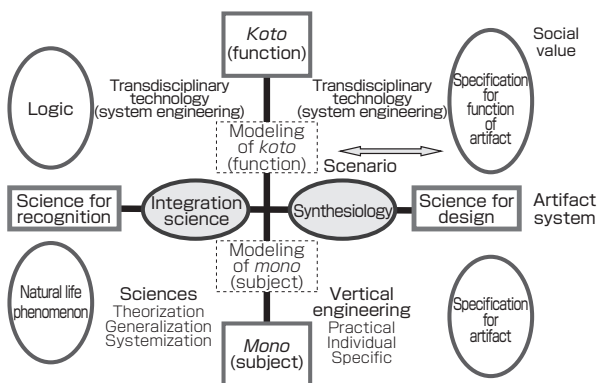 Koto
(function)
Social
value
Transdisciplinary
technology
(system engineering)
Transdisciplinary
technology
(system engineering)
Logic
Specification
for
function
of
artifact
Modeling
of koto
(function)
Scenario
Science for
recognition
Integration
science
Synthesiology
Science for
design
Artifact
system
Modeling
of mono
(subject)
Natural life
phenomenon
Sciences
Theorization
Generalization
Systemization
Vertical
engineering
Practical
Individual
Specific
Specification
for
artifact
Mono
(subject)